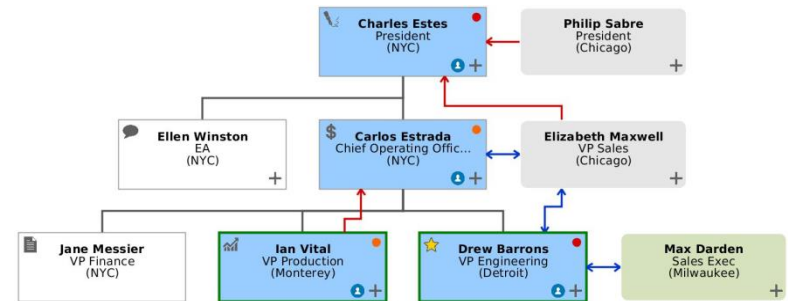 Charles Estes
President
(NYC)
Philip Sabre
President
(Chicago)
Ellen Winston
EA
(NYC)
$
Carlos Estrada
Chief Operating Offic...
(NYC)
Elizabeth Maxwell
VP Sales
(Chicago)
Jane Messier
VP Finance
(NYC)
Ian Vital
VP Production
(Monterey)
Drew Barrons
VP Engineering
(Detroit)
Max Darden
Sales Exec
(Milwaukee)